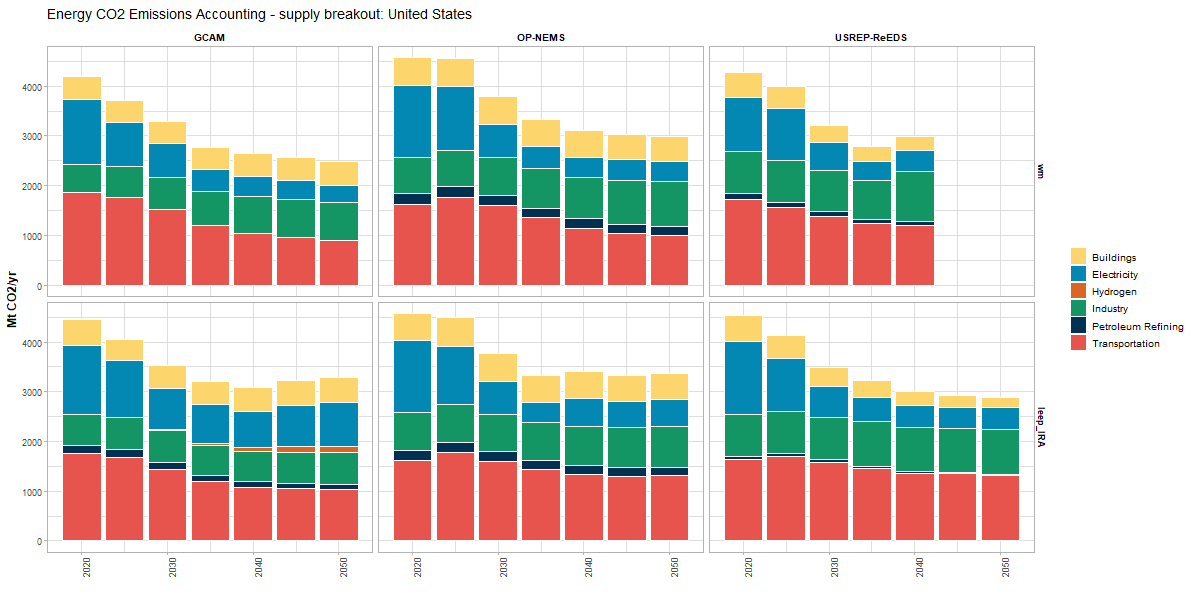 Energy CO2 Emissions Accounting - supply breakout: United States
GCAM
OP-NEMS
USREP-ReEDS
Mt CO2/yr
4000
3000
2000
1000
0
wm
4000
3000
2000
1000
0
leep_IRA
2020
2030
2040
2050
2020
2030
2040
2050
2020
2030
2040
2050
Buildings
Electricity
Hydrogen
Industry
Petroleum Refining
Transportation